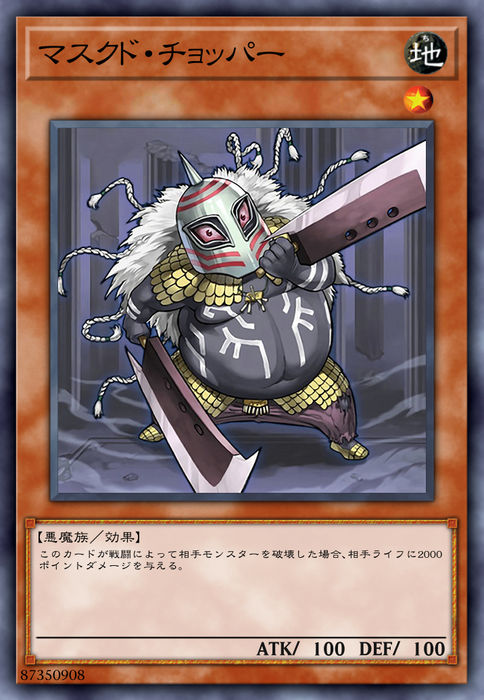 マスクド・チョッパー
ち
地
【悪魔族／効果】
このカードが戦闘によって相手モンスターを破壊した場合、相手ライフに2000
ポイントダメージを与える。
ATK/ 100 DEF/ 100
87350908